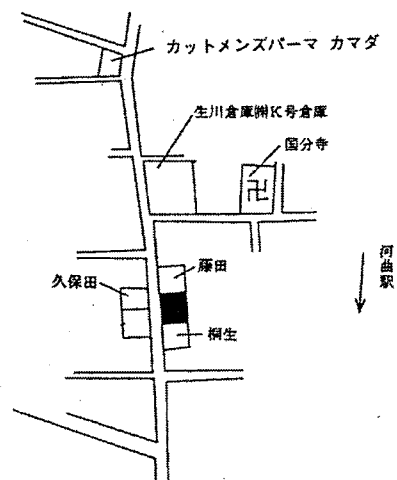 カットメンズパーマ カマダ
生川倉庫㈱K号倉庫
国分寺
卍
河曲駅
藤田
久保田
桐生